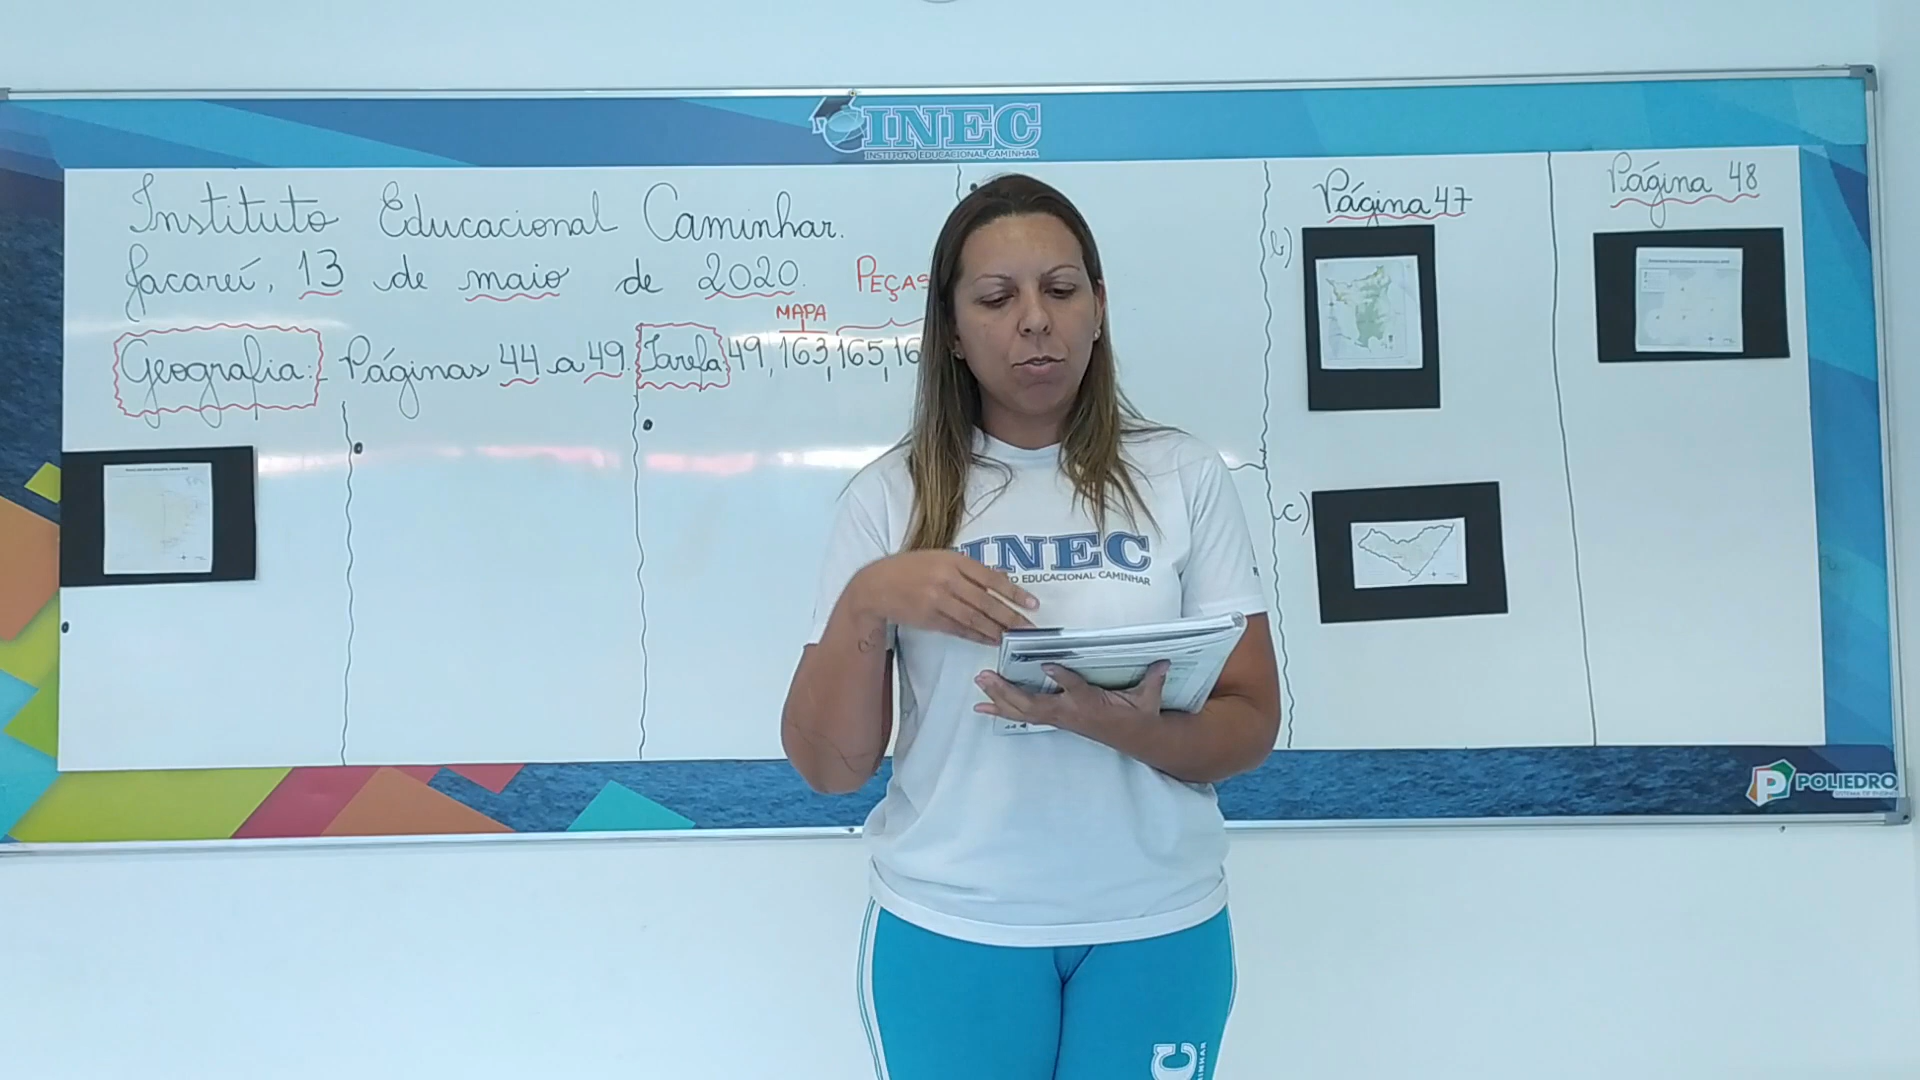 INEC
INSTITUTO EDUCACIONAL CAMINHAR
Instituto Educacional Caminhar.
Jacareí, 13 de maio de 2020.
PEÇAS
MAPA
Geografia: Páginas 44 a 49. Tarefa: 49, 163, 165, 16
Página 47
b)
c)
Página 48
INEC
O EDUCACIONAL CAMINHAR
POLIEDRO
C